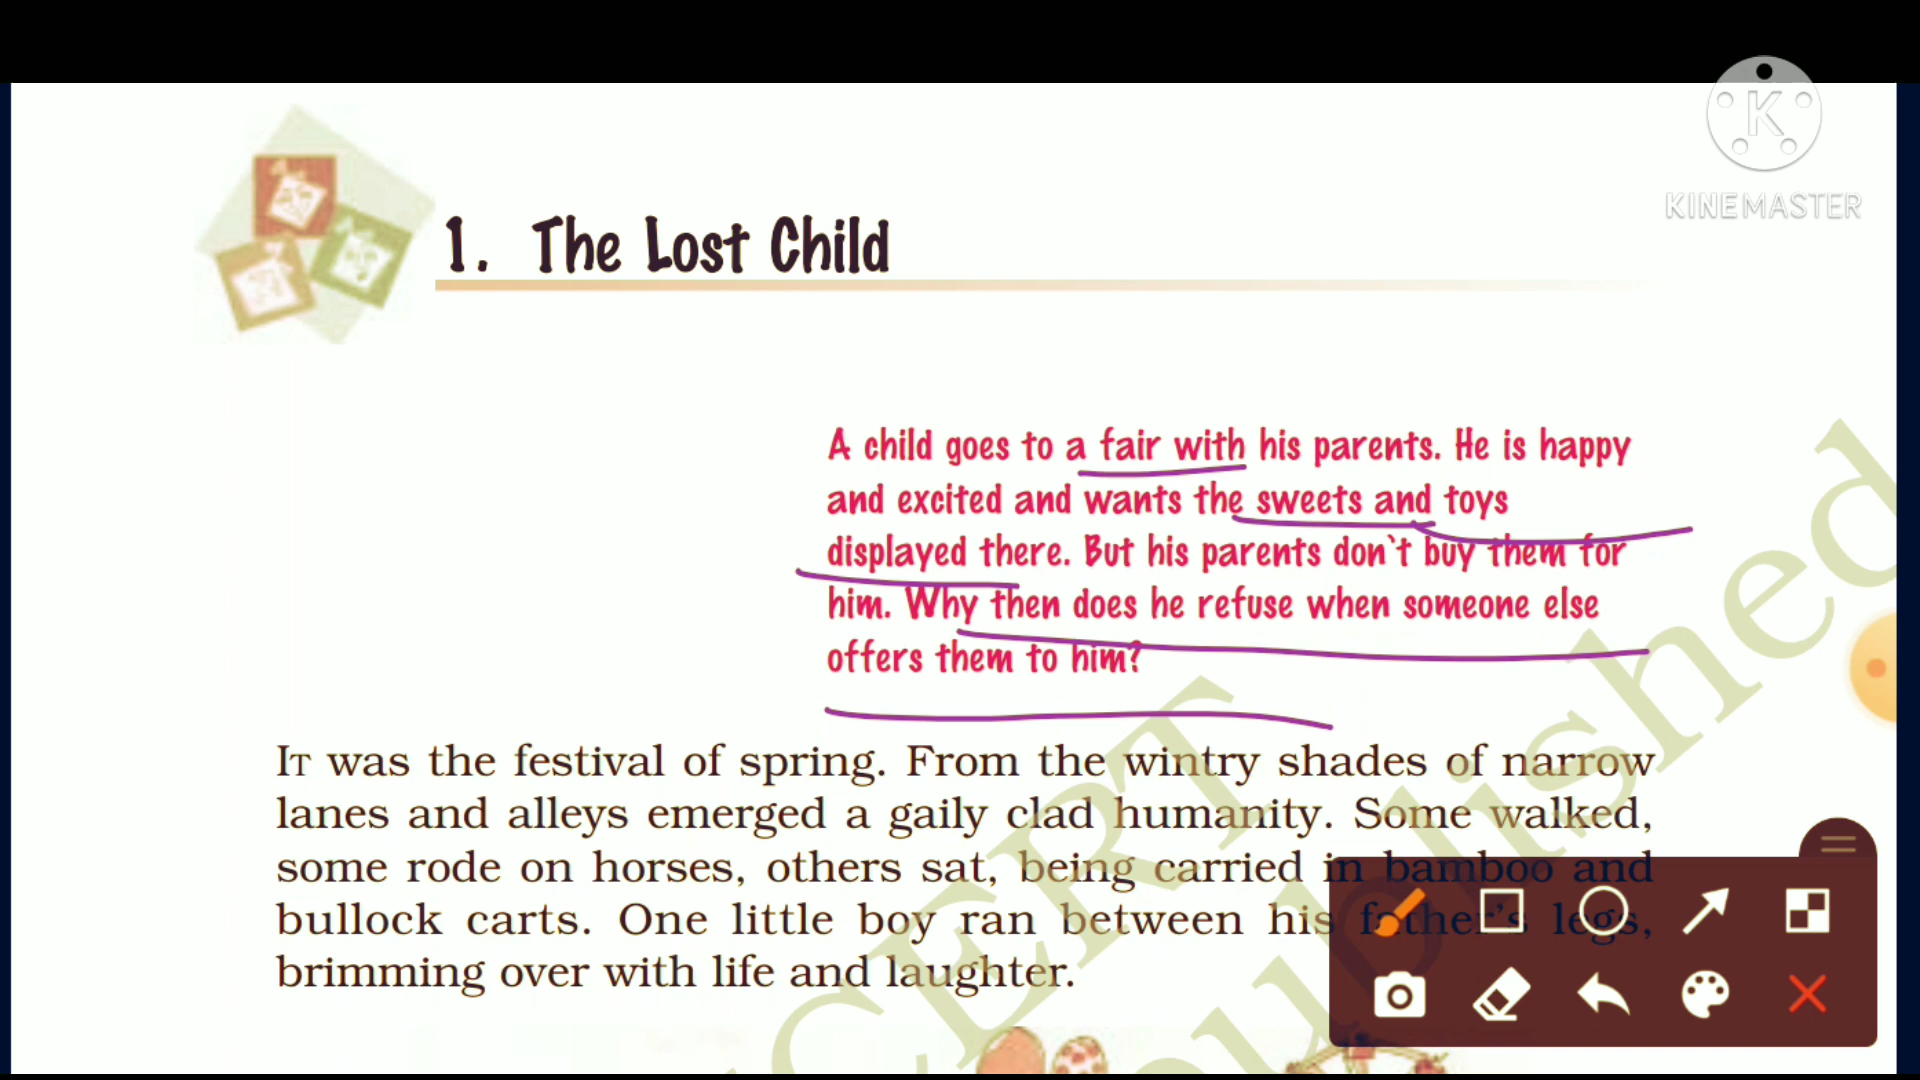 K
KINEMASTER
1. The Lost Child
A child goes to a fair with his parents. He is happy
and excited and wants the sweets and toys
displayed there. But his parents don`t buy them for
him. Why then does he refuse when someone else
offers them to him?
IT was the festival of spring. From the wintry shades of narrow
lanes and alleys emerged a gaily clad humanity. Some walked,
some rode on horses, others sat, being carried in bamboo and
bullock carts. One little boy ran between his father's legs,
brimming over with life and laughter.
CERT
published